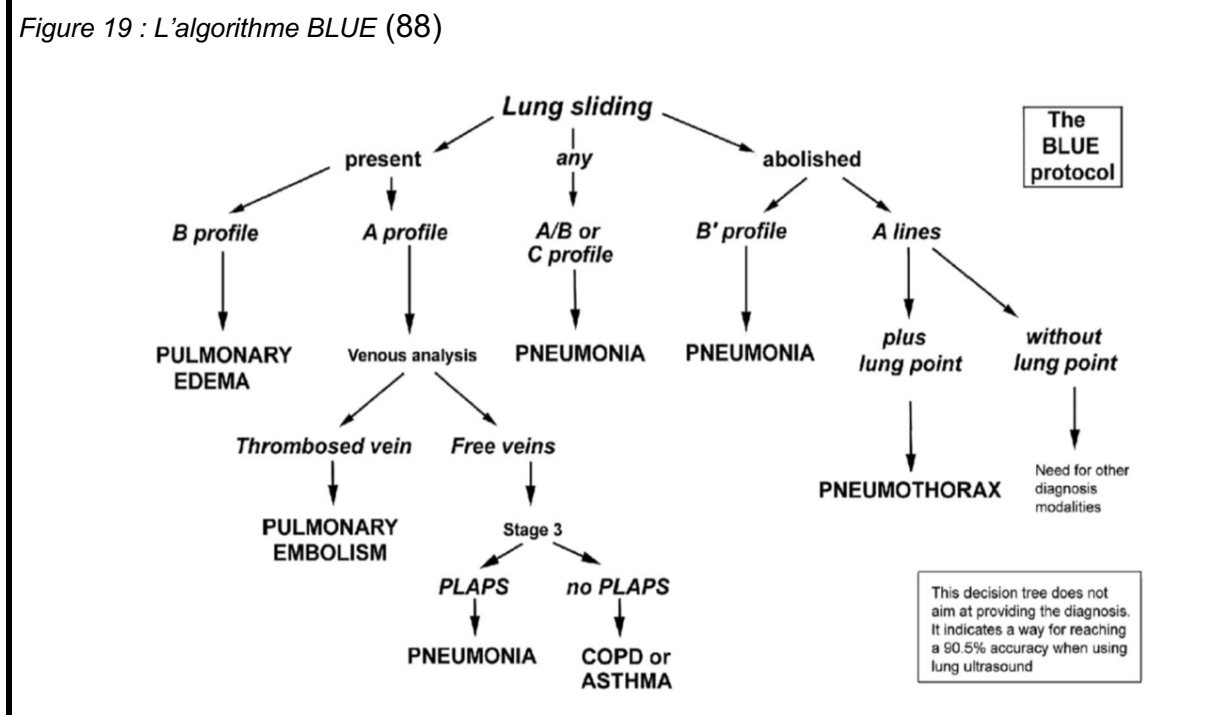 Figure 19 : L'algorithme BLUE (88)
Lung sliding
The
BLUE
protocol
present
any
abolished
B profile
A profile
A/B or
C profile
B' profile
A lines
plus
lung point
without
lung point
PULMONARY
EDEMA
Venous analysis
PNEUMONIA
PNEUMONIA
Thrombosed vein
Free veins
Need for other
diagnosis
modalities
PNEUMOTHORAX
PULMONARY
EMBOLISM
Stage 3
PLAPS
no PLAPS
This decision tree does not
aim at providing the diagnosis.
It indicates a way for reaching
a 90.5% accuracy when using
lung ultrasound
PNEUMONIA
COPD or
ASTHMA